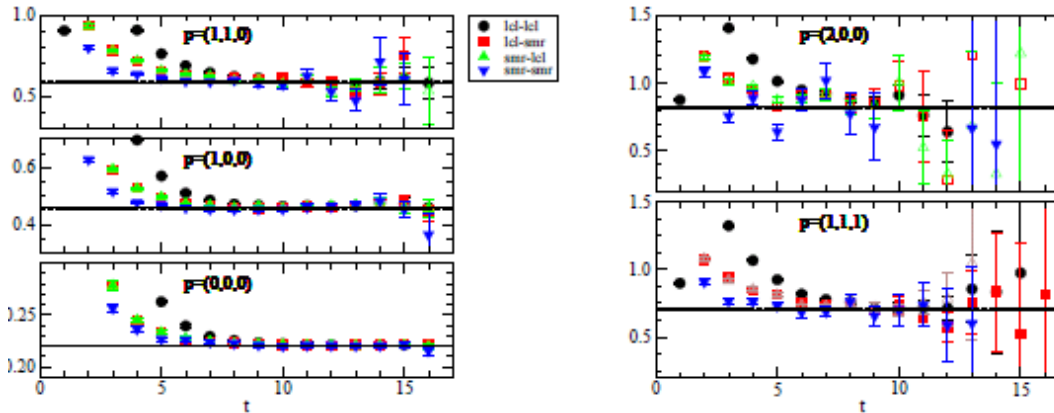 1.0
p=(1,1,0)
0.5
p=(1,0,0)
0.6
0.4
p=(0,0,0)
0.25
0.20
0 5 10 15
t
lcl-lcl
lcl-smr
smr-lcl
smr-smr
1.5
p=(2,0,0)
1.0
0.5
1.5
p=(1,1,1)
1.0
0.5
0 5 10 15
t